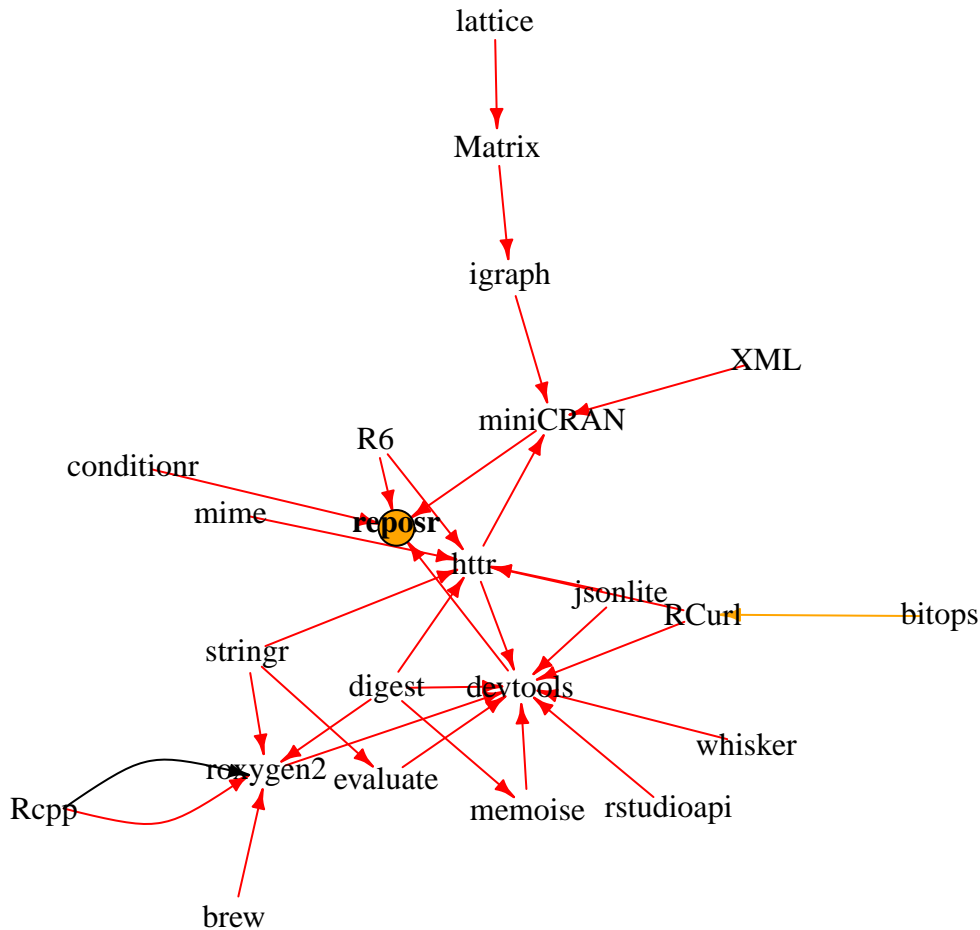 lattice
Matrix
igraph
XML
miniCRAN
R6
conditionr
mime
reposr
httr
jsonlite
RCurl
bitops
stringr
digest
devtools
whisker
roxygen2
evaluate
Rcpp
memoise
rstudioapi
brew